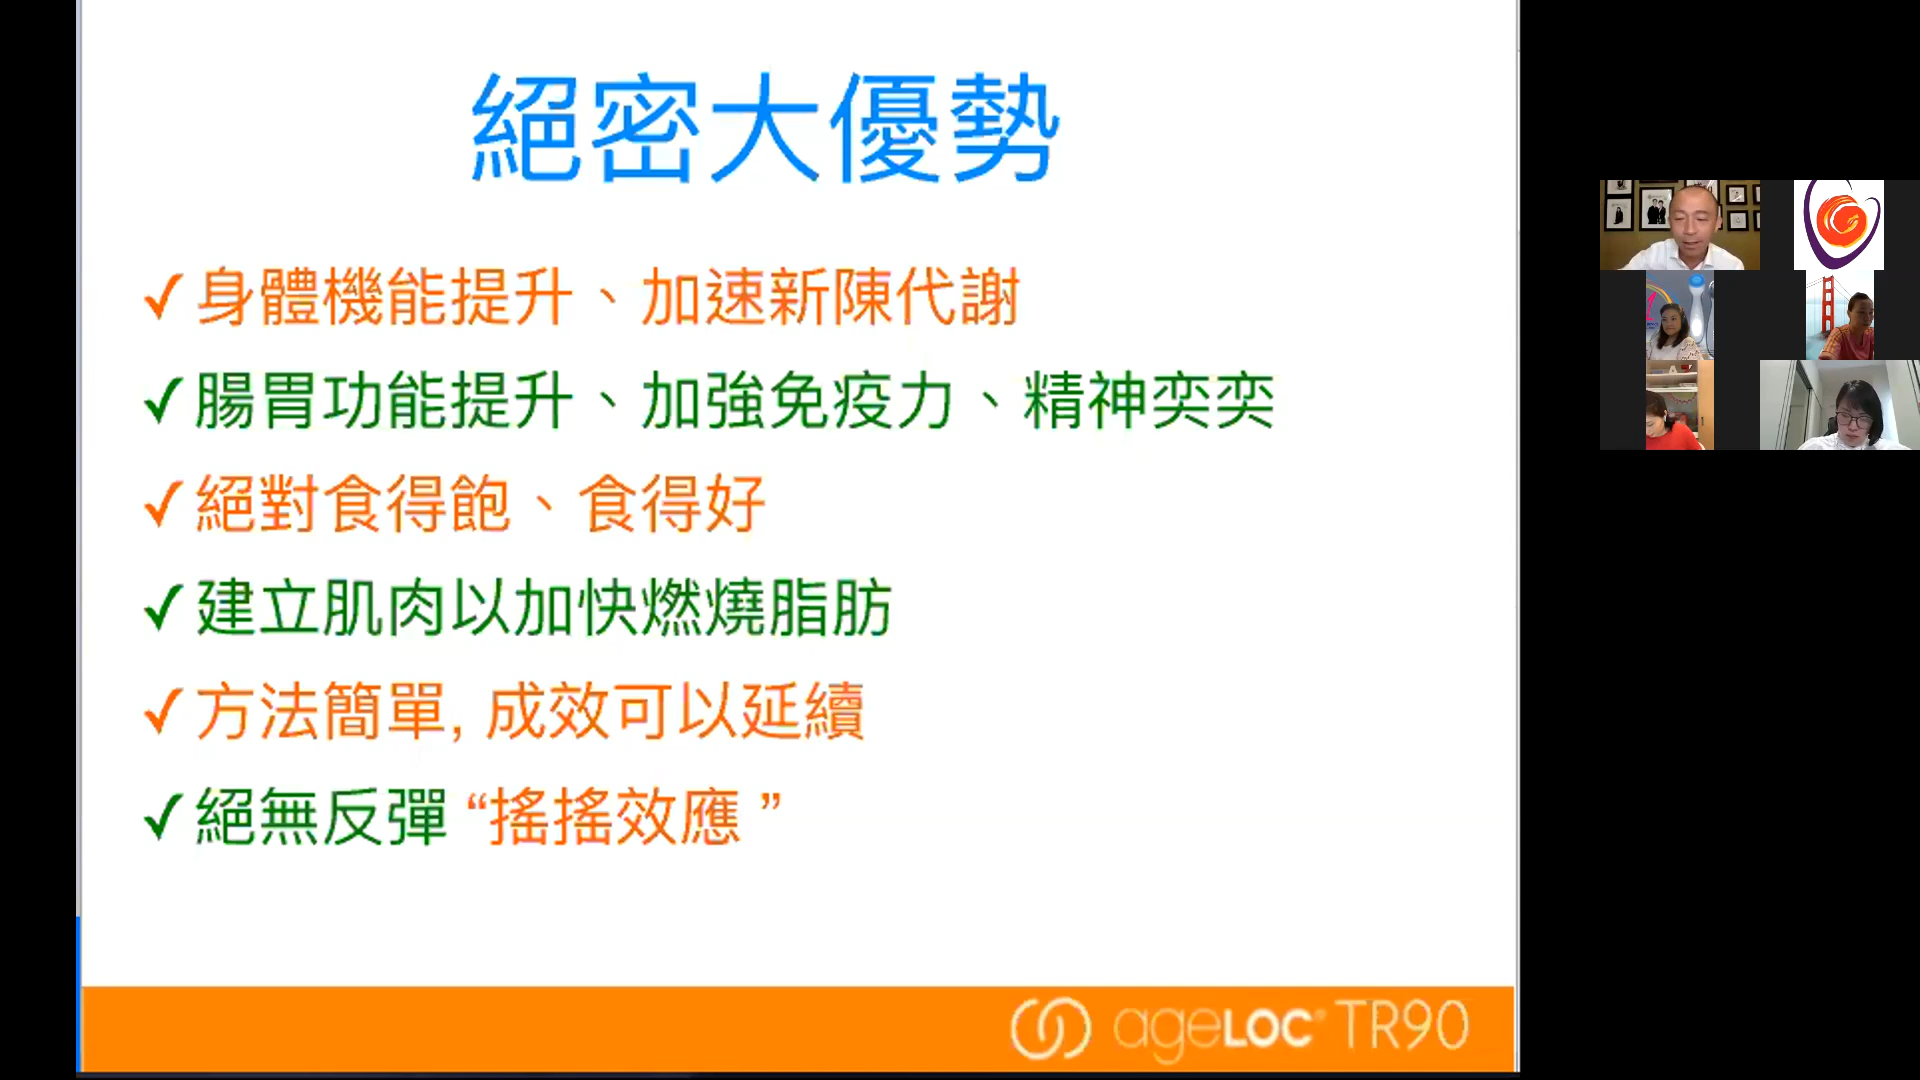 絕密大優勢
✓身體機能提升、加速新陳代謝
✓腸胃功能提升、加強免疫力、精神奕奕
✓絕對食得飽、食得好
✓建立肌肉以加快燃燒脂肪
✓方法簡單, 成效可以延續
✓絕無反彈 “搖搖效應 ”
ageLOC® TR90